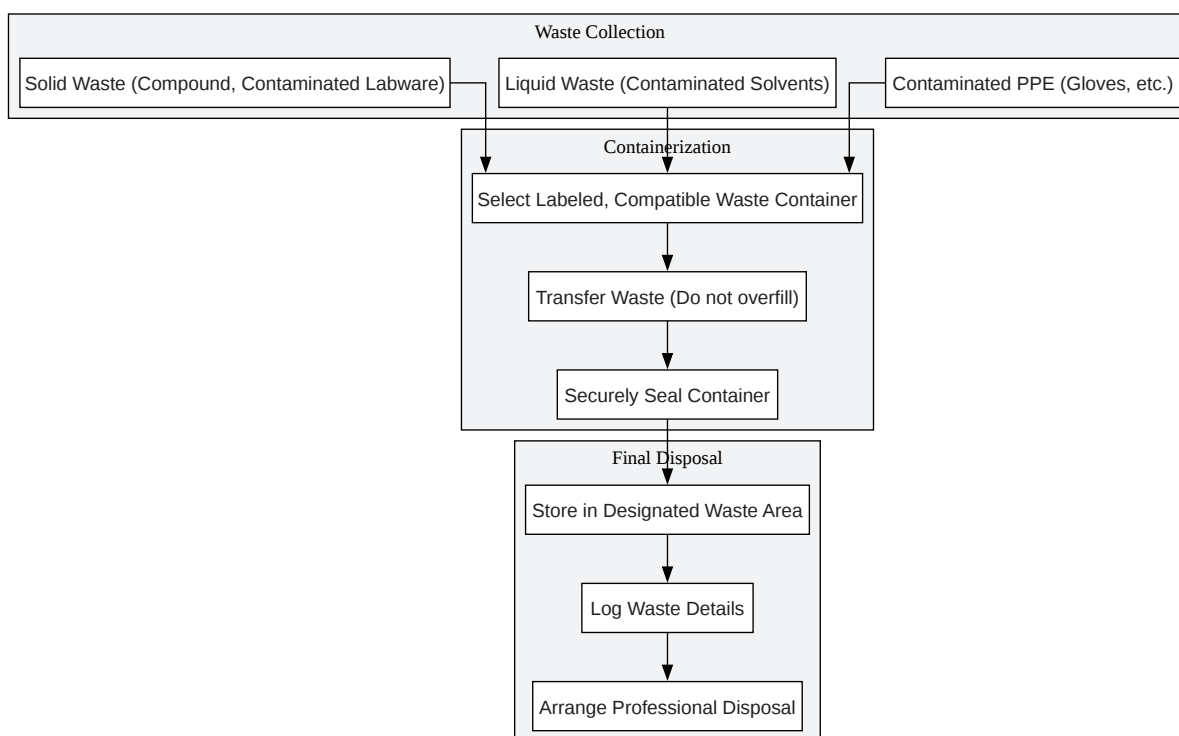 Waste Collection
Solid Waste (Compound, Contaminated Labware)
Liquid Waste (Contaminated Solvents)
Contaminated PPE (Gloves, etc.)
Containerization
Select Labeled, Compatible Waste Container
Transfer Waste (Do not overfill)
Securely Seal Container
Final Disposal
Store in Designated Waste Area
Log Waste Details
Arrange Professional Disposal